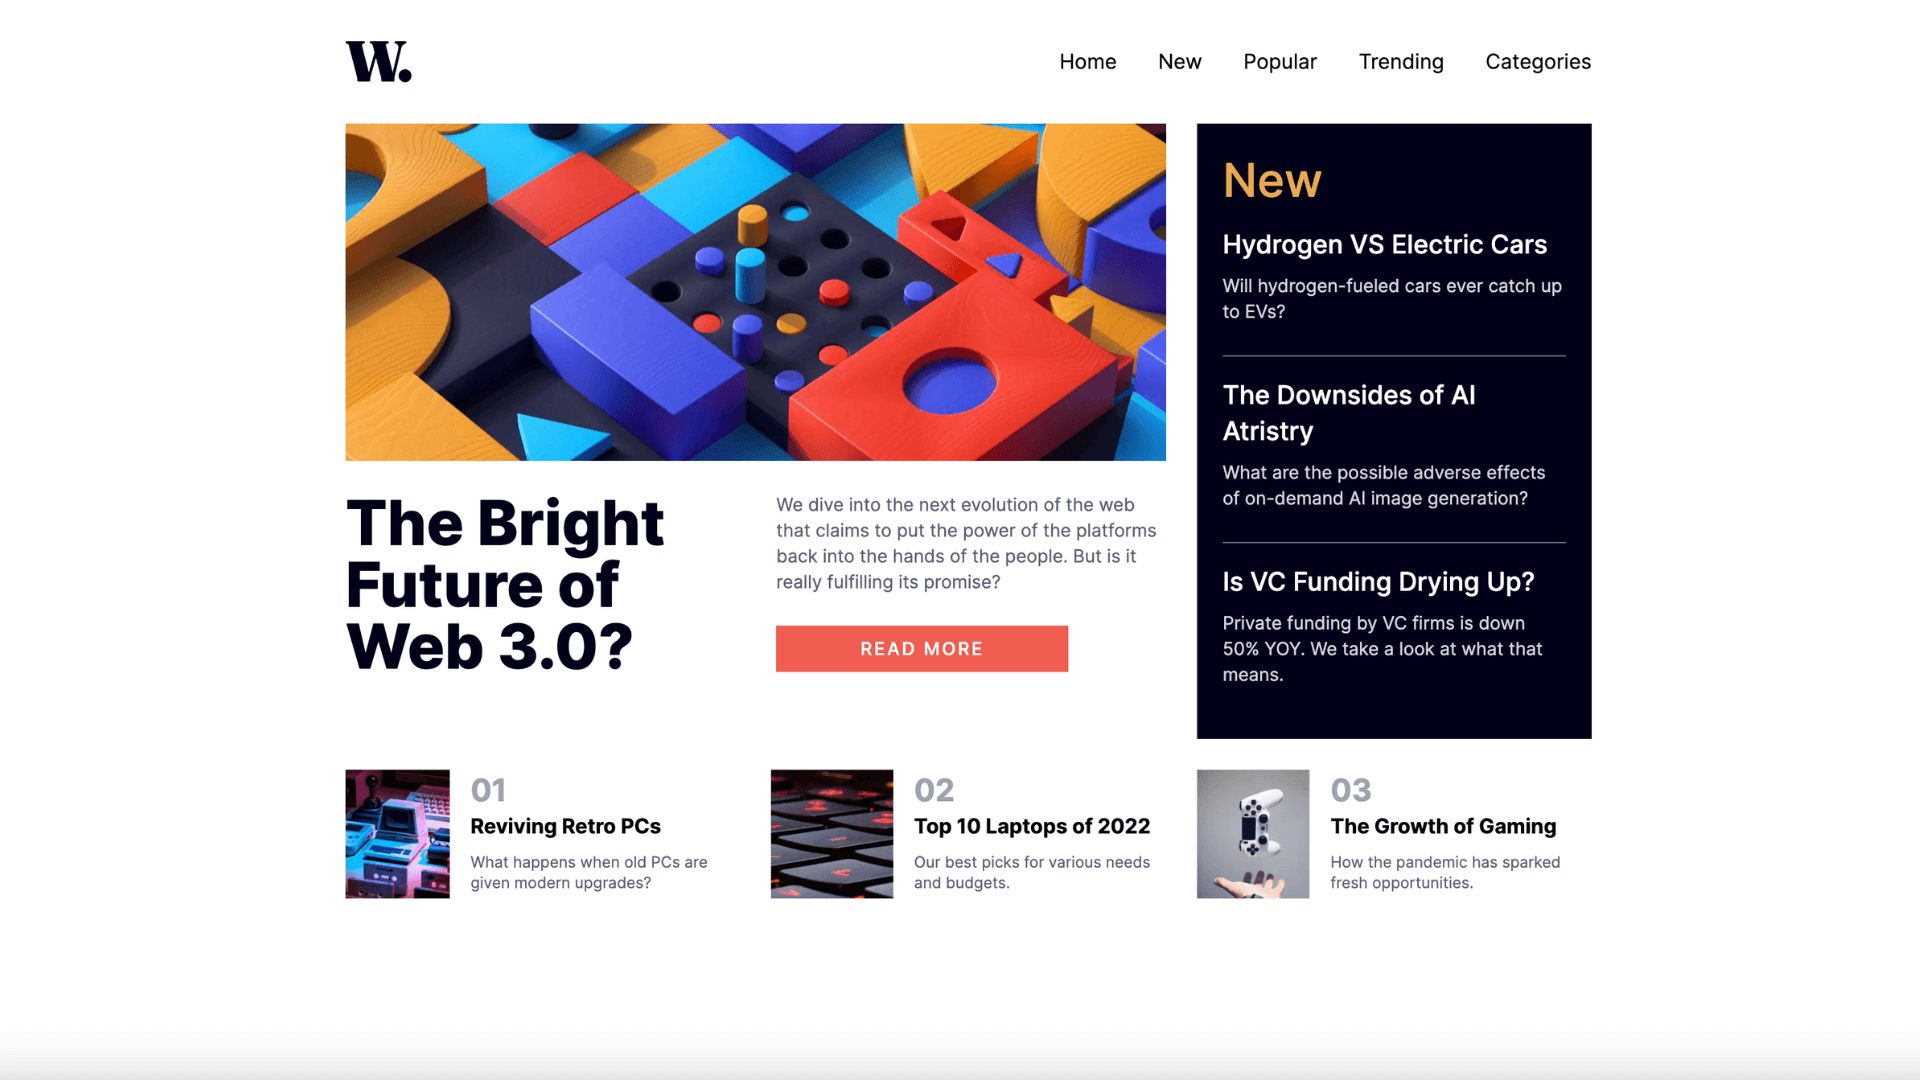 W.
Home New Popular Trending Categories
The Bright
Future of
Web 3.0?
We dive into the next evolution of the web
that claims to put the power of the platforms
back into the hands of the people. But is it
really fulfilling its promise?
READ MORE
New
Hydrogen VS Electric Cars
Will hydrogen-fueled cars ever catch up
to EVs?
The Downsides of AI
Atristry
What are the possible adverse effects
of on-demand AI image generation?
Is VC Funding Drying Up?
Private funding by VC firms is down
50% YOY. We take a look at what that
means.
01
Reviving Retro PCs
What happens when old PCs are
given modern upgrades?
02
Top 10 Laptops of 2022
Our best picks for various needs
and budgets.
03
The Growth of Gaming
How the pandemic has sparked
fresh opportunities.